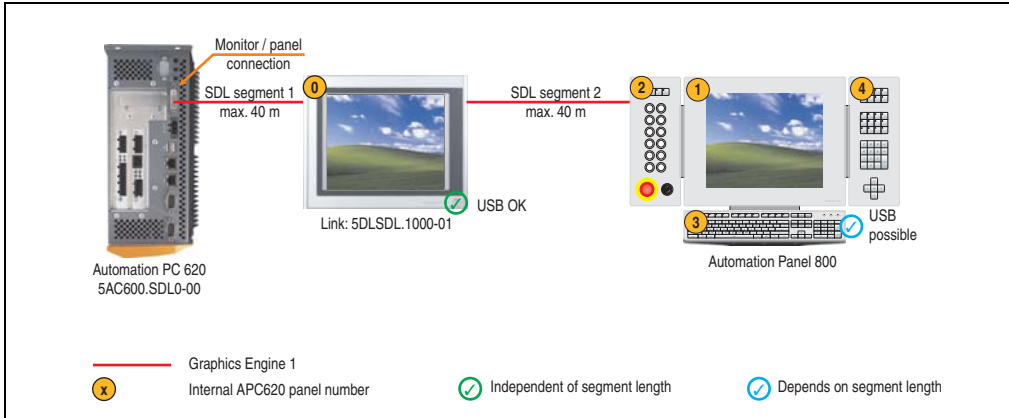 Monitor / panel
connection
SDL segment 1
max. 40 m
0
SDL segment 2
max. 40 m
2
1
4
USB OK
Link: 5DLSDL.1000-01
3
USB
possible
Automation Panel 800
Automation PC 620
5AC600.SDL0-00
Graphics Engine 1
x
Internal APC620 panel number
Independent of segment length
Depends on segment length